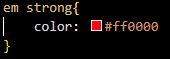 em strong{
    color: #ff0000
}